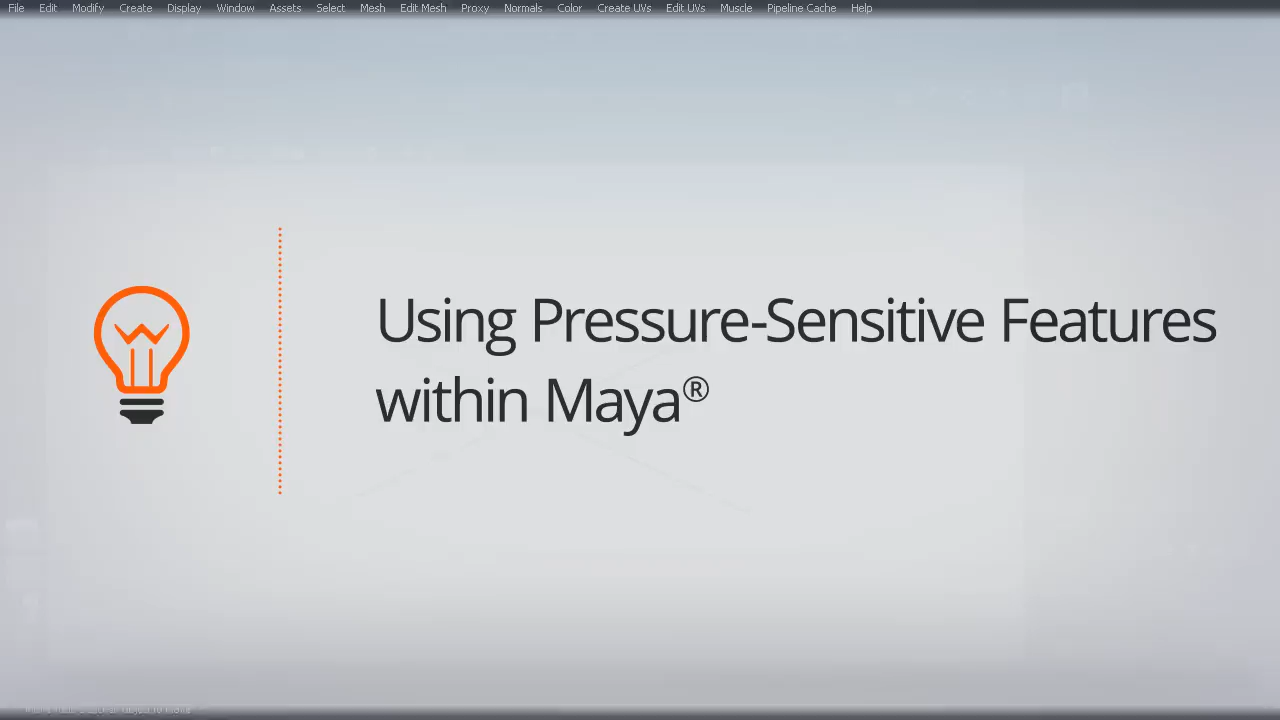 File Edit Modify Create Display Window Assets Select Mesh Edit Mesh Proxy Normals Color Create UVs Edit UVs Muscle Pipeline Cache Help
Using Pressure-Sensitive Features
within Maya®